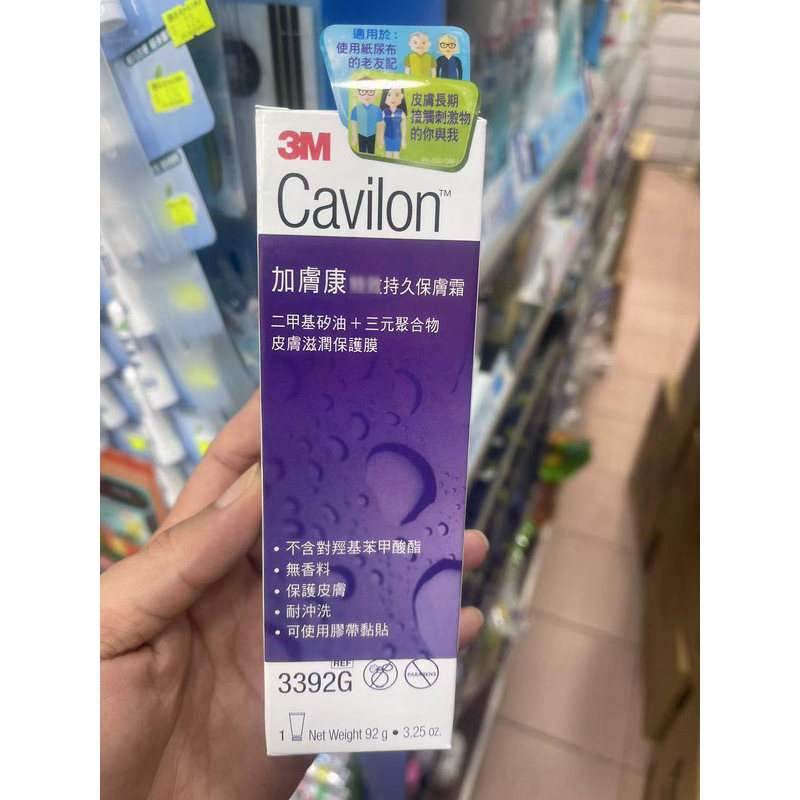 適用於：
使用紙尿布
的老友記
皮膚長期
接觸刺激物
的你與我
3M
Cavilon™
加膚康 持久保膚霜
二甲基矽油＋三元聚合物
皮膚滋潤保護膜
• 不含對羥基苯甲酸酯
• 無香料
• 保護皮膚
• 耐沖洗
• 可使用膠帶黏貼
REF
3392G
PARABENS
1 Net Weight 92 g • 3.25 oz.